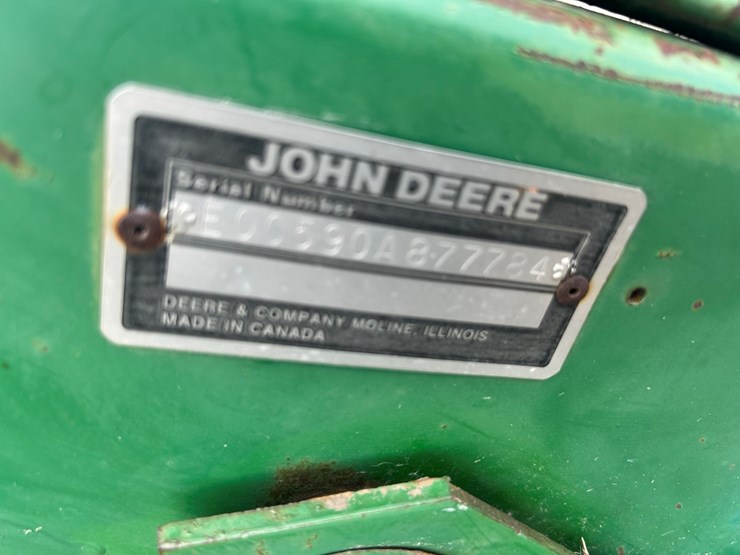 JOHN DEERE
Serial Number
*E00590A877784*
DEERE & COMPANY MOLINE, ILLINOIS
MADE IN CANADA